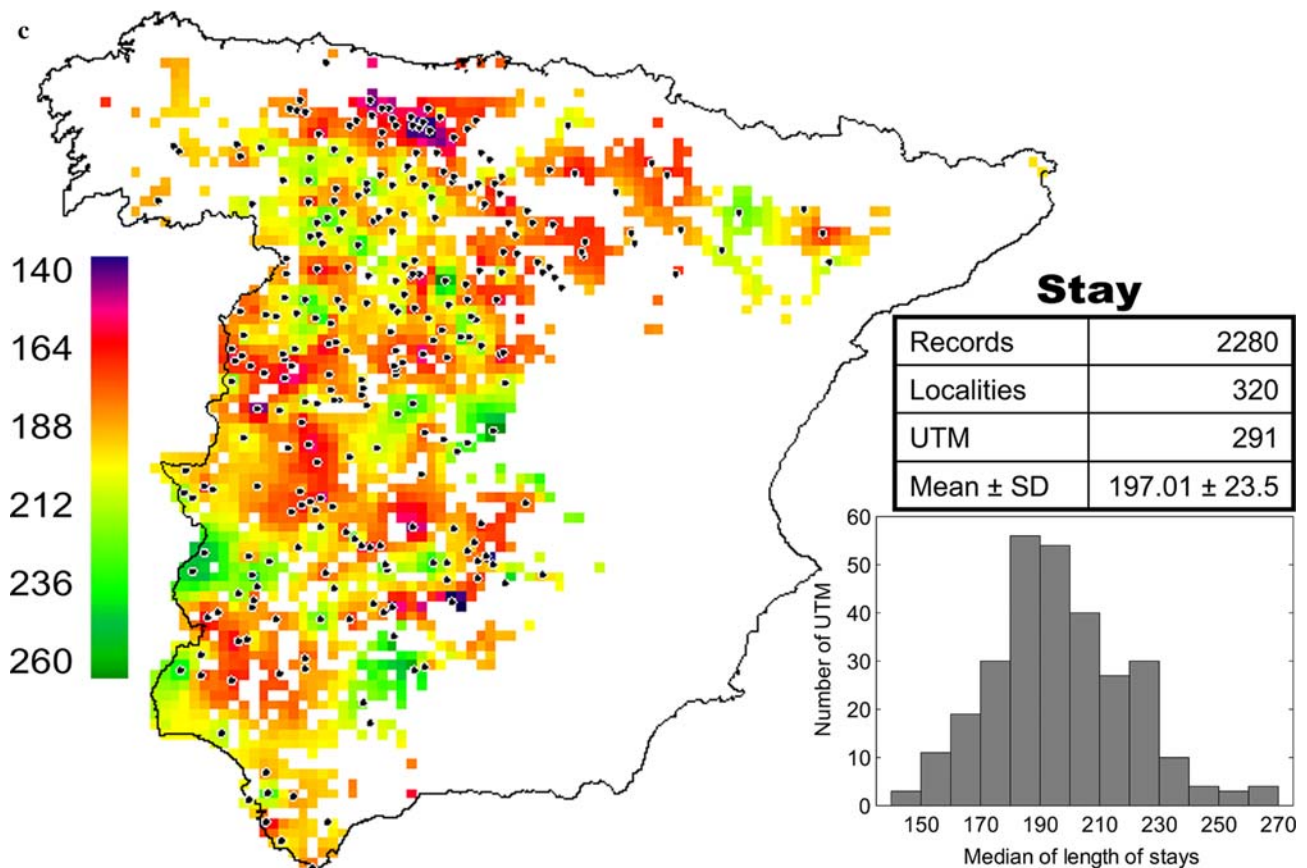 c
140
164
188
212
236
260
Stay
Records 2280
Localities 320
UTM 291
Mean ± SD 197.01 ± 23.5
Number of UTM
60
50
40
30
20
10
0
150 170 190 210 230 250 270
Median of length of stays